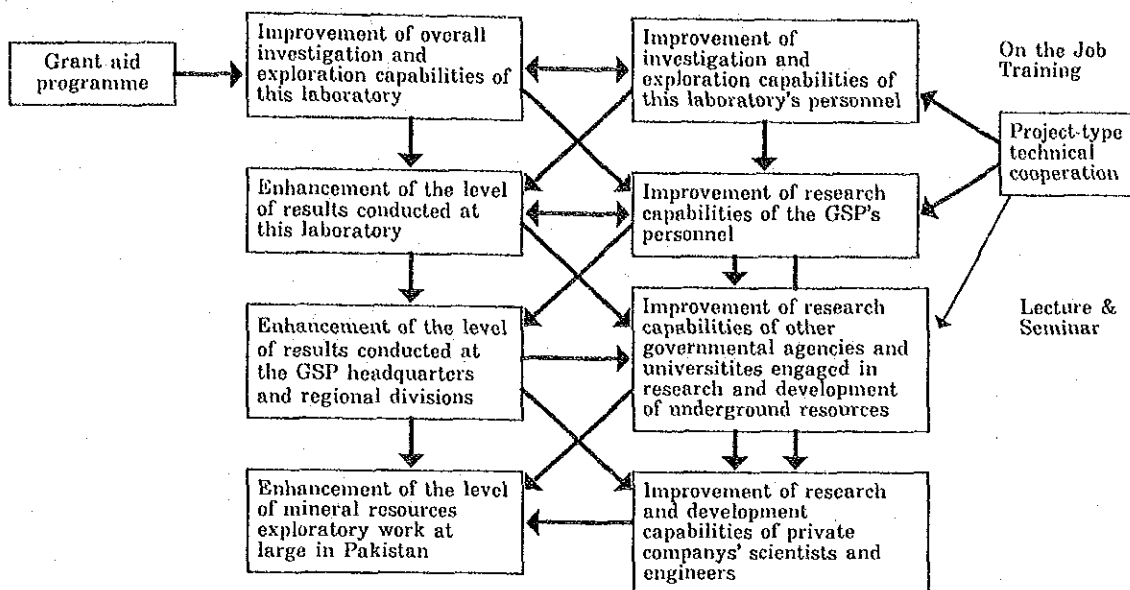 Grant aid
programme
Improvement of overall
investigation and
exploration capabilities of
this laboratory
Improvement of
investigation and
exploration capabilities of
this laboratory's personnel
On the Job
Training
Project-type
technical
cooperation
Enhancement of the level
of results conducted at
this laboratory
Improvement of research
capabilities of the GSP's
personnel
Enhancement of the level
of results conducted at
the GSP headquarters
and regional divisions
Improvement of research
capabilities of other
governmental agencies and
universitites engaged in
research and development
of underground resources
Lecture &
Seminar
Enhancement of the level
of mineral resources
exploratory work at
large in Pakistan
Improvement of research
and development
capabilities of private
companys' scientists and
engineers